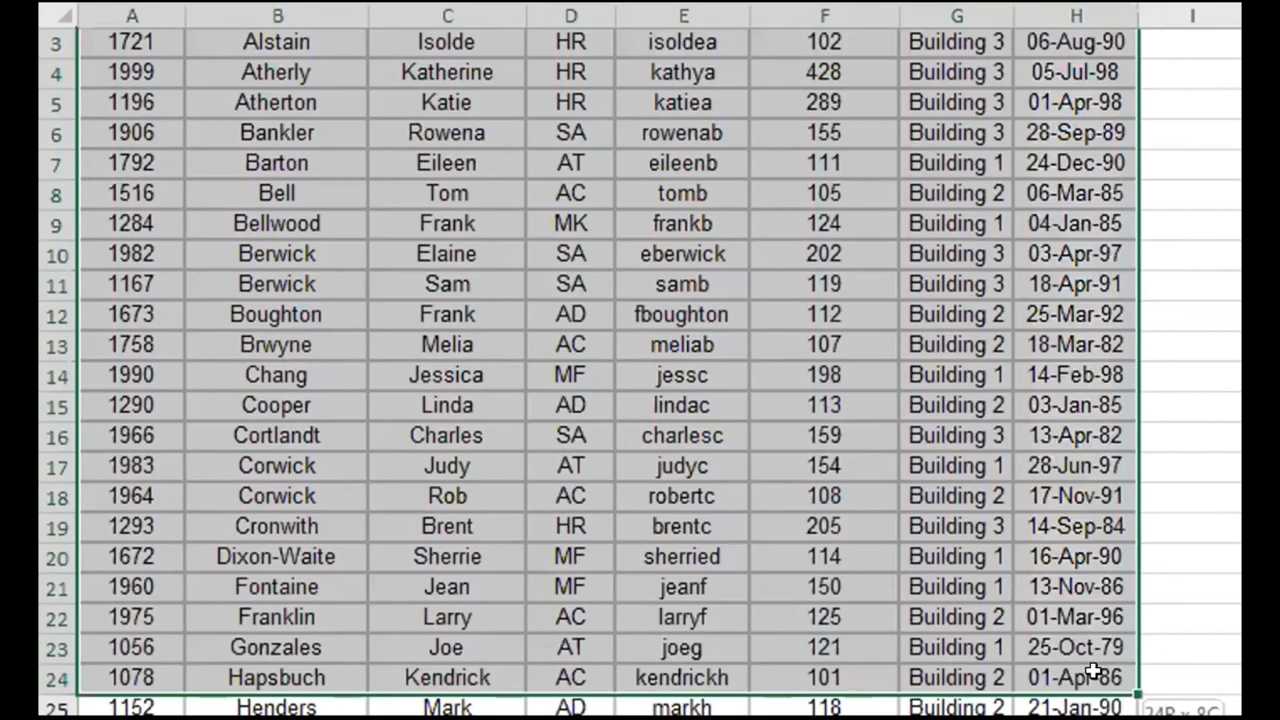 A B C D E F G H I
3 1721 Alstain Isolde HR isoldea 102 Building 3 06-Aug-90
4 1999 Atherly Katherine HR kathya 428 Building 3 05-Jul-98
5 1196 Atherton Katie HR katiea 289 Building 3 01-Apr-98
6 1906 Bankler Rowena SA rowenab 155 Building 3 28-Sep-89
7 1792 Barton Eileen AT eileenb 111 Building 1 24-Dec-90
8 1516 Bell Tom AC tomb 105 Building 2 06-Mar-85
9 1284 Bellwood Frank MK frankb 124 Building 1 04-Jan-85
10 1982 Berwick Elaine SA eberwick 202 Building 3 03-Apr-97
11 1167 Berwick Sam SA samb 119 Building 3 18-Apr-91
12 1673 Boughton Frank AD fboughton 112 Building 2 25-Mar-92
13 1758 Brwyne Melia AC meliab 107 Building 2 18-Mar-82
14 1990 Chang Jessica MF jessc 198 Building 1 14-Feb-98
15 1290 Cooper Linda AD lindac 113 Building 2 03-Jan-85
16 1966 Cortlandt Charles SA charlesc 159 Building 3 13-Apr-82
17 1983 Corwick Judy AT judyc 154 Building 1 28-Jun-97
18 1964 Corwick Rob AC robertc 108 Building 2 17-Nov-91
19 1293 Cronwith Brent HR brentc 205 Building 3 14-Sep-84
20 1672 Dixon-Waite Sherrie MF sherried 114 Building 1 16-Apr-90
21 1960 Fontaine Jean MF jeanf 150 Building 1 13-Nov-86
22 1975 Franklin Larry AC larryf 125 Building 2 01-Mar-96
23 1056 Gonzales Joe AT joeg 121 Building 1 25-Oct-79
24 1078 Hapsbuch Kendrick AC kendrickh 101 Building 2 01-Apr-86
25 1152 Henders Mark AD markh 118 Building 2 21-Jan-90
24R x 8C